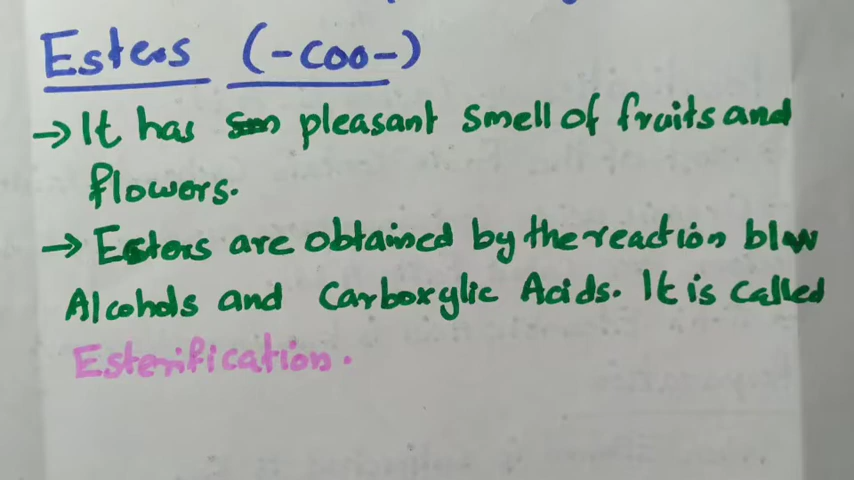 Esters (-COO-)
→ It has pleasant smell of fruits and
flowers.
→ Esters are obtained by the reaction b/w
Alcohols and Carboxylic Acids. It is called
Esterification.